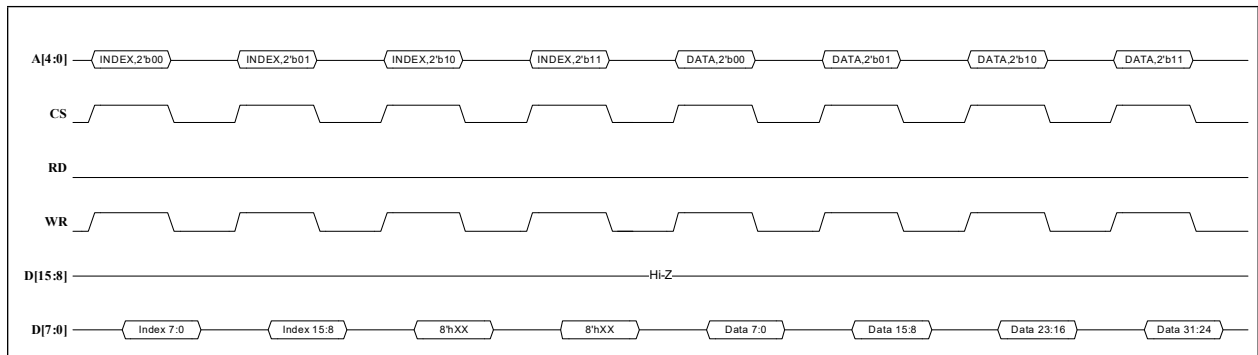 A[4:0] INDEX,2'b00 INDEX,2'b01 INDEX,2'b10 INDEX,2'b11 DATA,2'b00 DATA,2'b01 DATA,2'b10 DATA,2'b11
CS
RD
WR
D[15:8] Hi-Z
D[7:0] Index 7:0 Index 15:8 8'hXX 8'hXX Data 7:0 Data 15:8 Data 23:16 Data 31:24